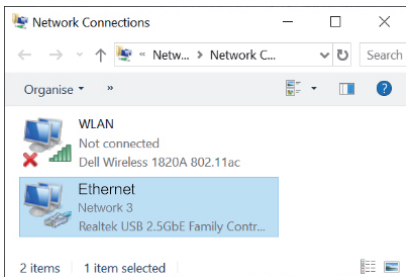 Network Connections
« Netw... > Network C...
Search
Organise
»
WLAN
Not connected
Dell Wireless 1820A 802.11ac
Ethernet
Network 3
Realtek USB 2.5GbE Family Contr...
2 items 1 item selected